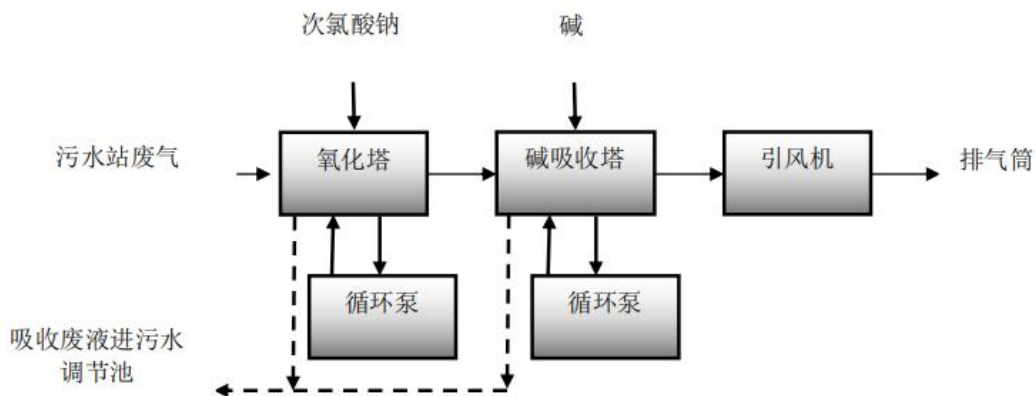 次氯酸钠
碱
污水站废气
氧化塔
碱吸收塔
引风机
排气筒
循环泵
循环泵
吸收废液进污水
调节池